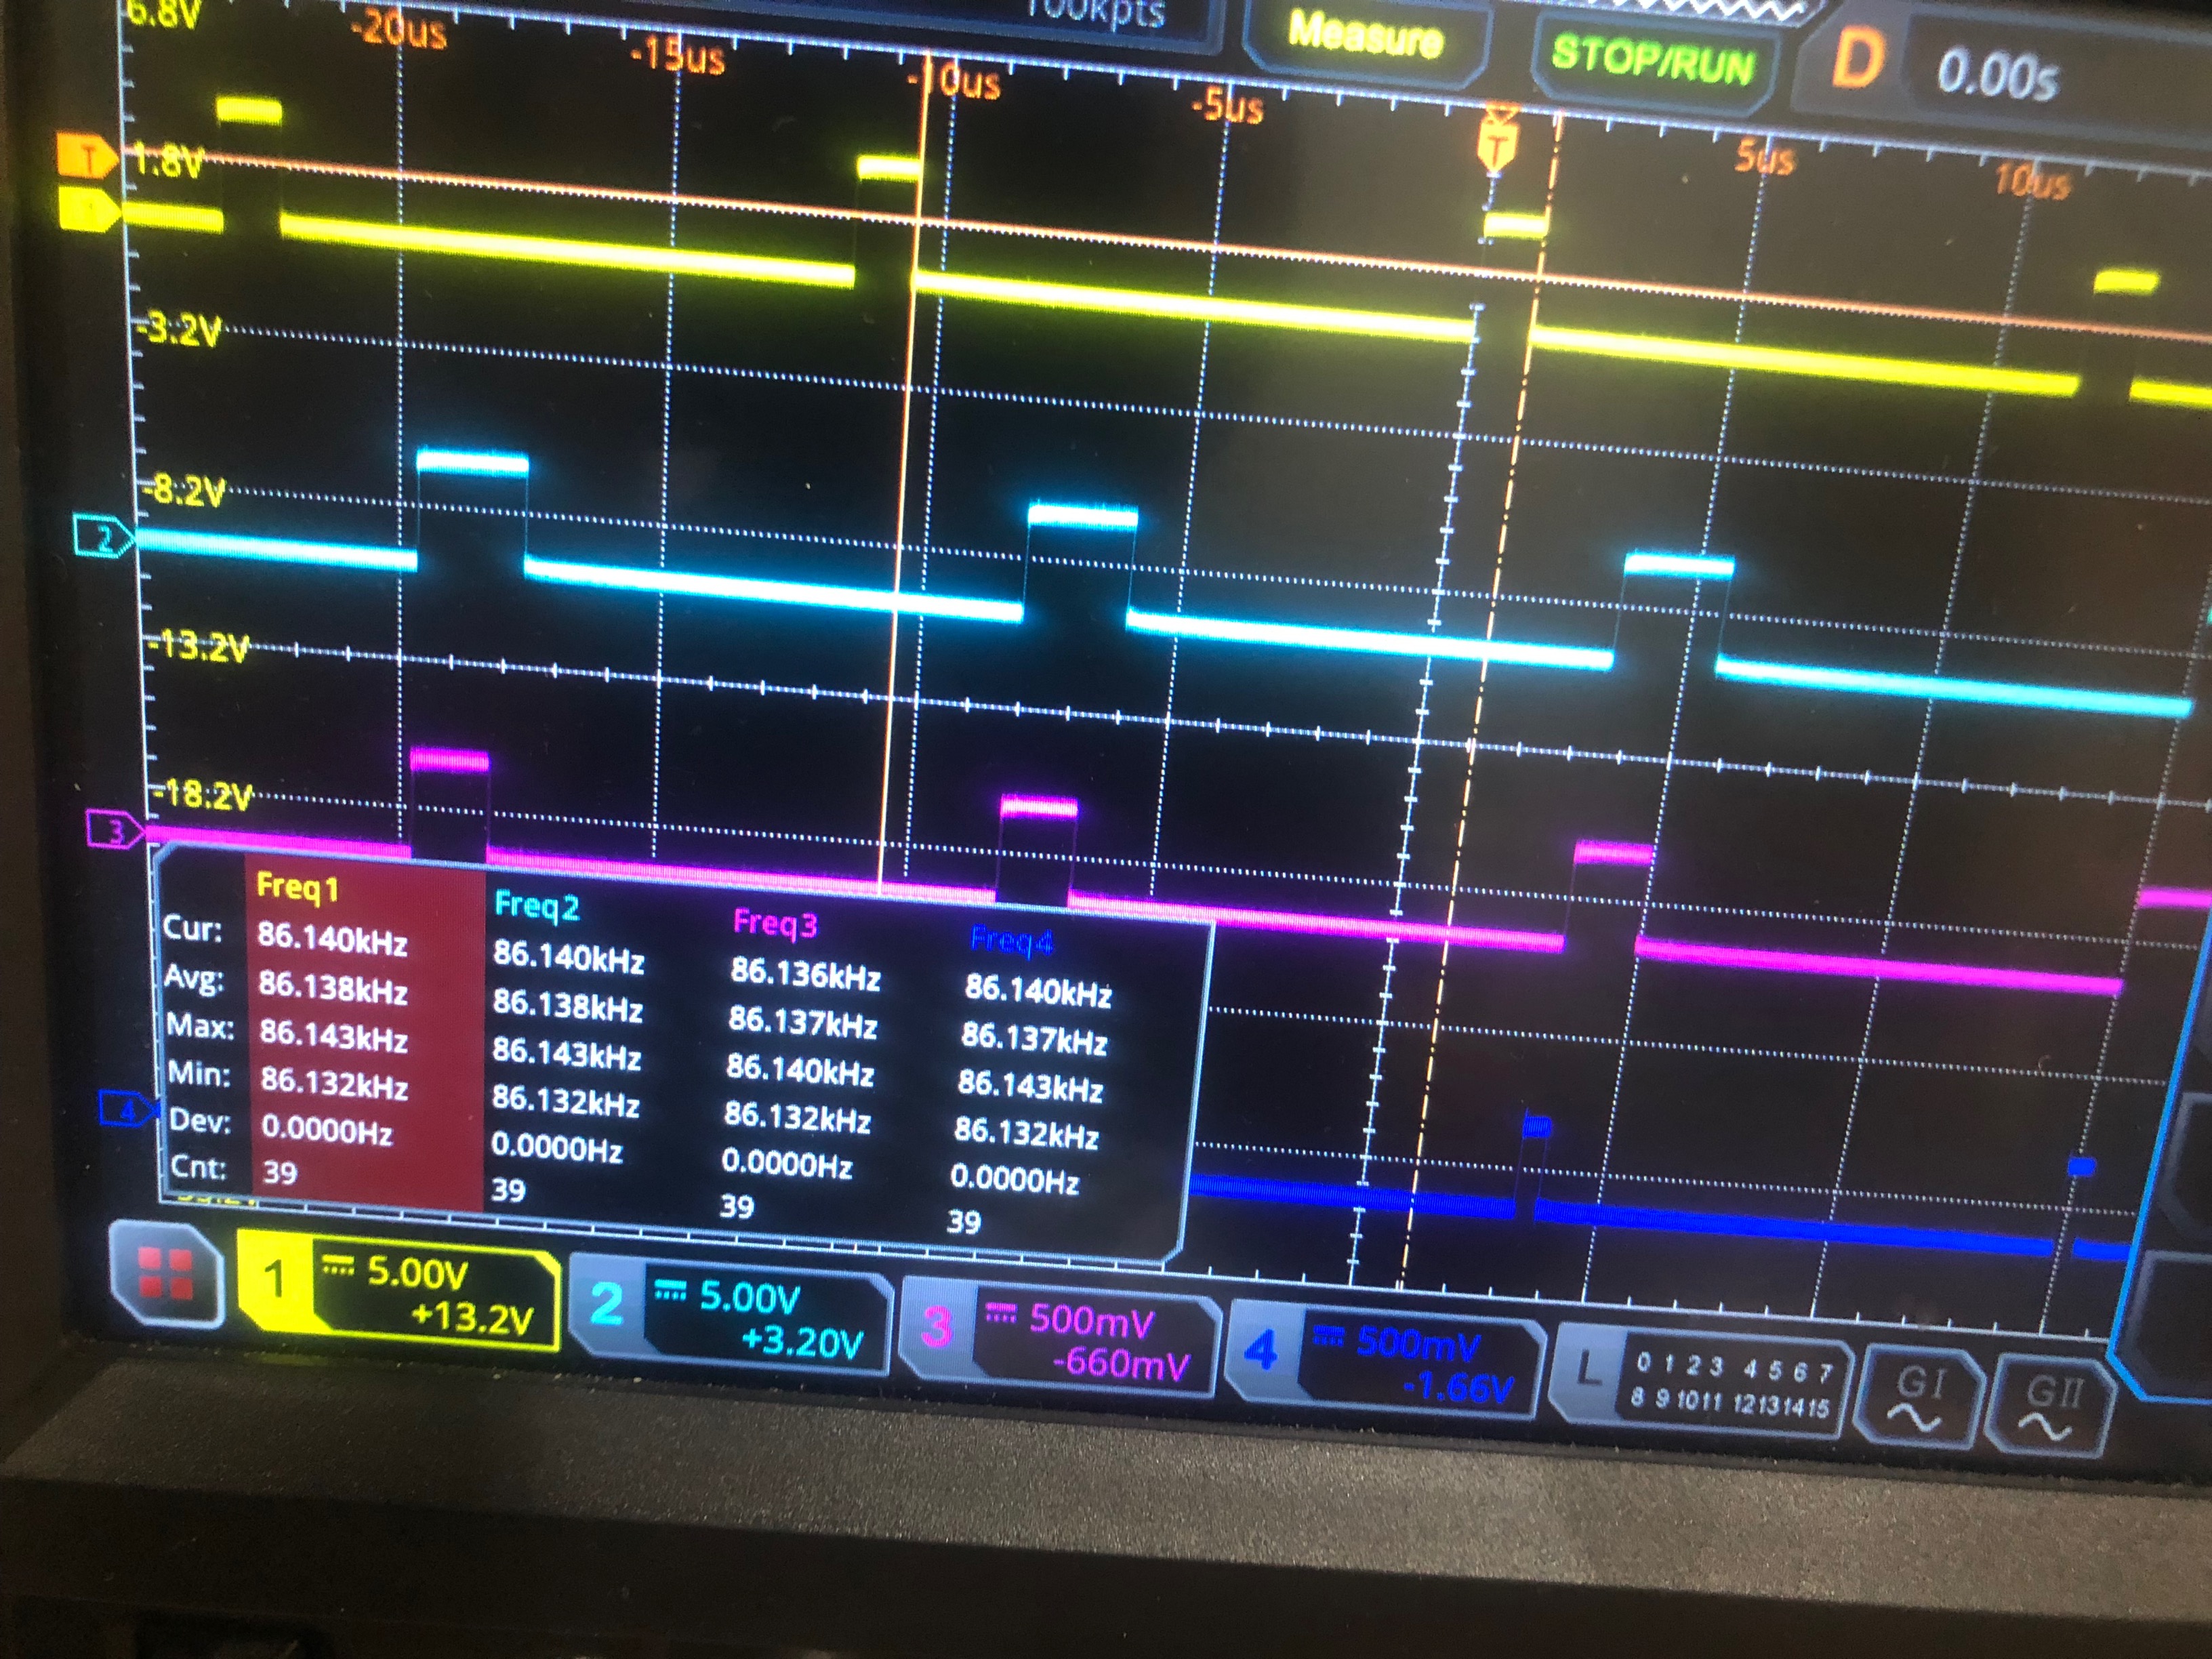 100kpts
Measure
STOP/RUN
D 0.00s
6.8V
-20us -15us -10us -5us T 5us 10us
T 1.8V
-3.2V
-8.2V
2
-13.2V
-18.2V
3
4
Freq1 Freq2 Freq3 Freq4
Cur: 86.140kHz 86.140kHz 86.136kHz 86.140kHz
Avg: 86.138kHz 86.138kHz 86.137kHz 86.137kHz
Max: 86.143kHz 86.143kHz 86.140kHz 86.143kHz
Min: 86.132kHz 86.132kHz 86.132kHz 86.132kHz
Dev: 0.0000Hz 0.0000Hz 0.0000Hz 0.0000Hz
Cnt: 39 39 39 39
1 5.00V
+13.2V
2 5.00V
+3.20V
3 500mV
-660mV
4 500mV
-1.66V
L 0 1 2 3 4 5 6 7
8 9 10 11 12 13 14 15
GI
GII